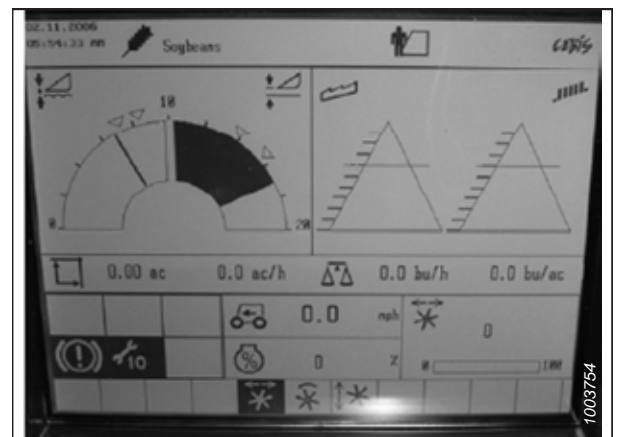 02.11.2006
05:54:33 AM
Soybeans
CEBIS
10
0
20
0.00 ac
0.0 ac/h
0.0 bu/h
0.0 bu/ac
0.0 mph
0
10
%
0 %
0 100
1003754